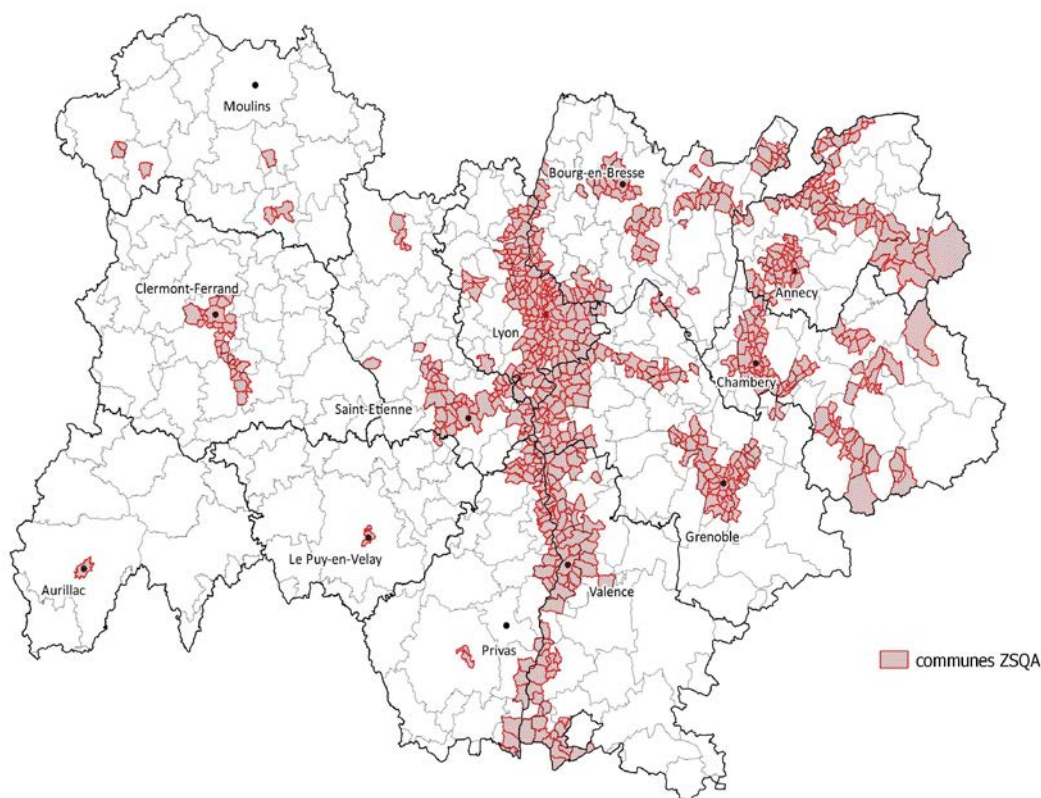 Moulins
Bourg-en-Bresse
Clermont-Ferrand
Annecy
Lyon
Chambery
Saint-Etienne
Grenoble
Le Puy-en-Velay
Aurillac
Valence
Privas
communes ZSQA